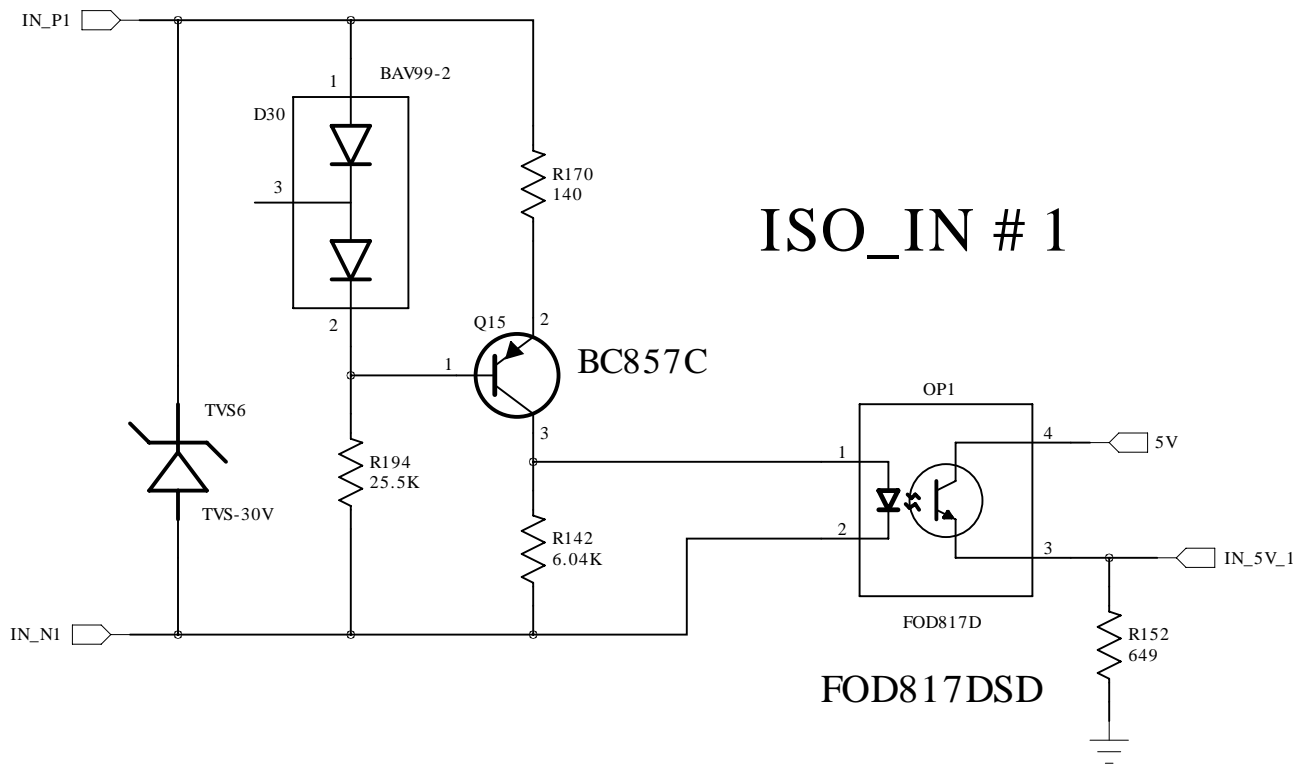 IN_P1
1
BAV99-2
D30
3
2
R170
140
ISO_IN # 1
Q15
2
1
BC857C
3
TVS6
TVS-30V
R194
25.5K
R142
6.04K
OP1
1
4
5V
2
3
IN_5V_1
FOD817D
R152
649
IN_N1
FOD817DSD